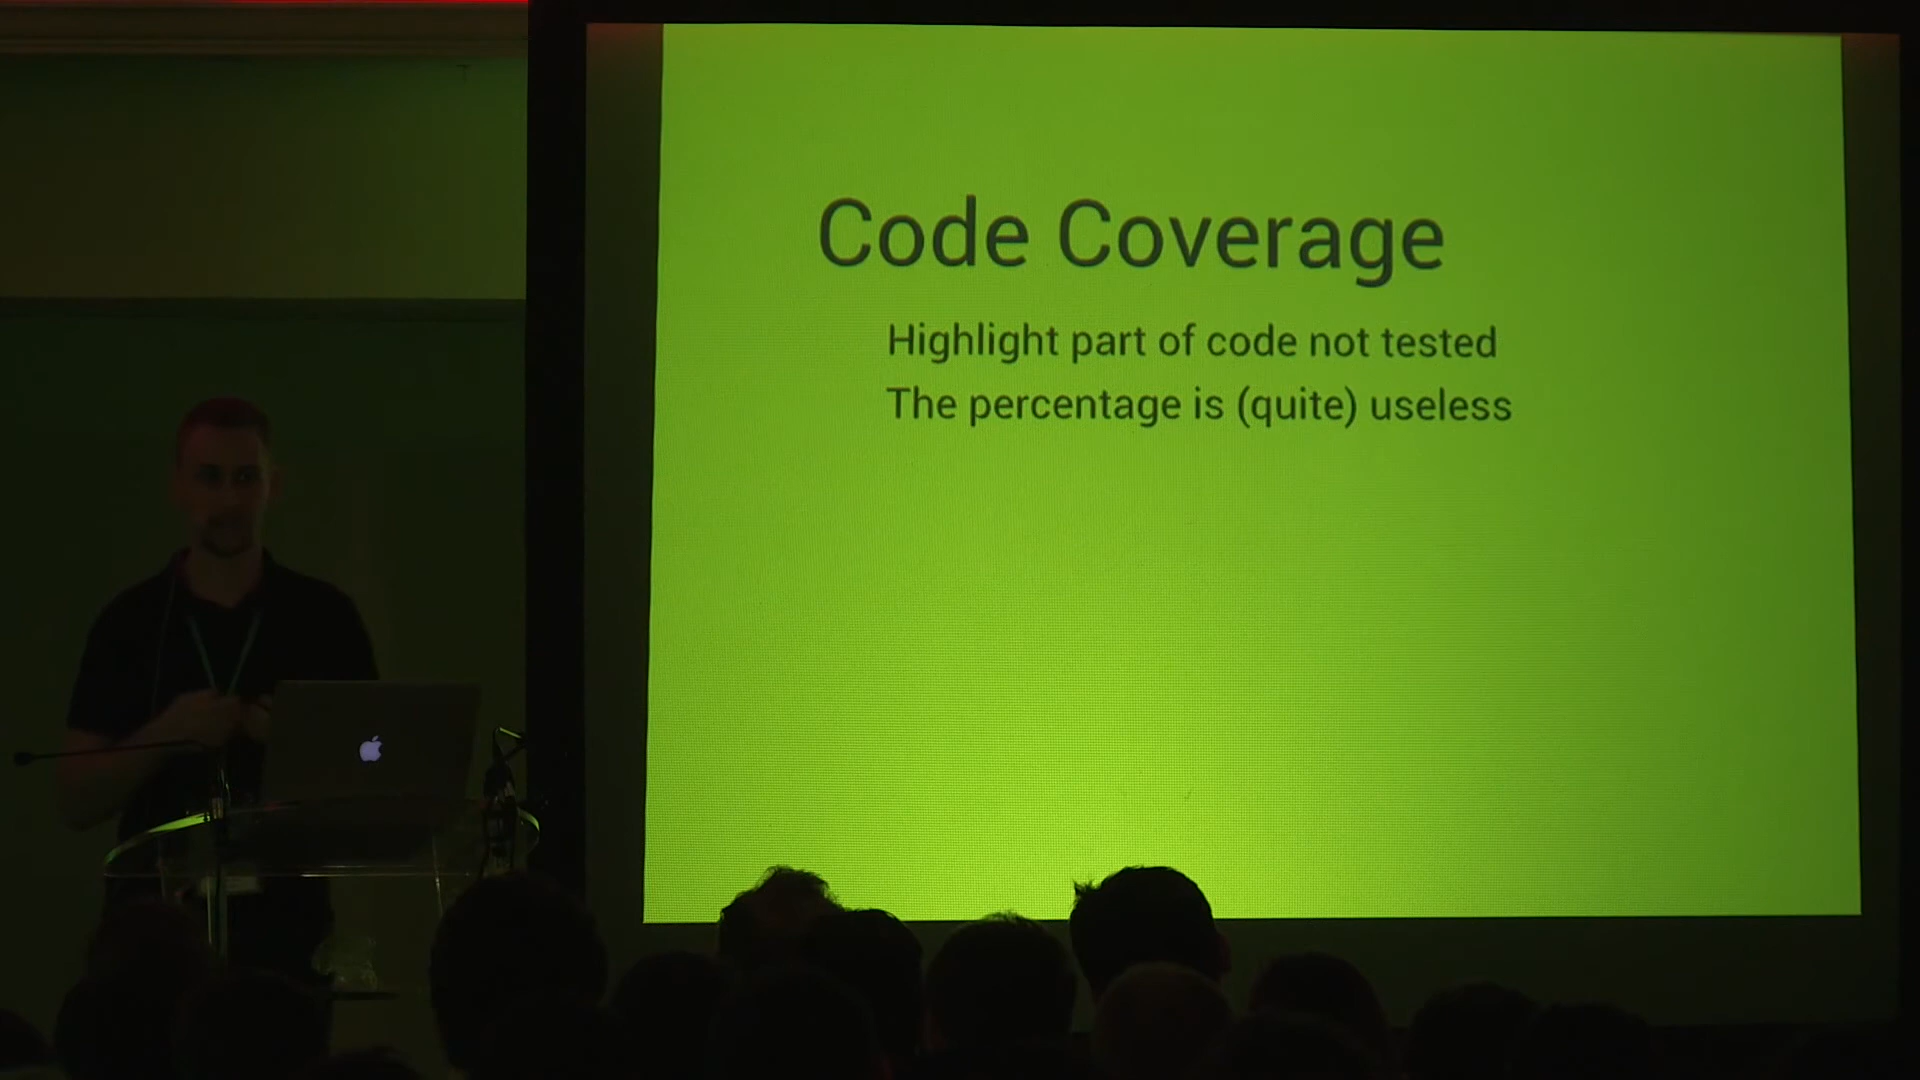 Code Coverage
Highlight part of code not tested
The percentage is (quite) useless